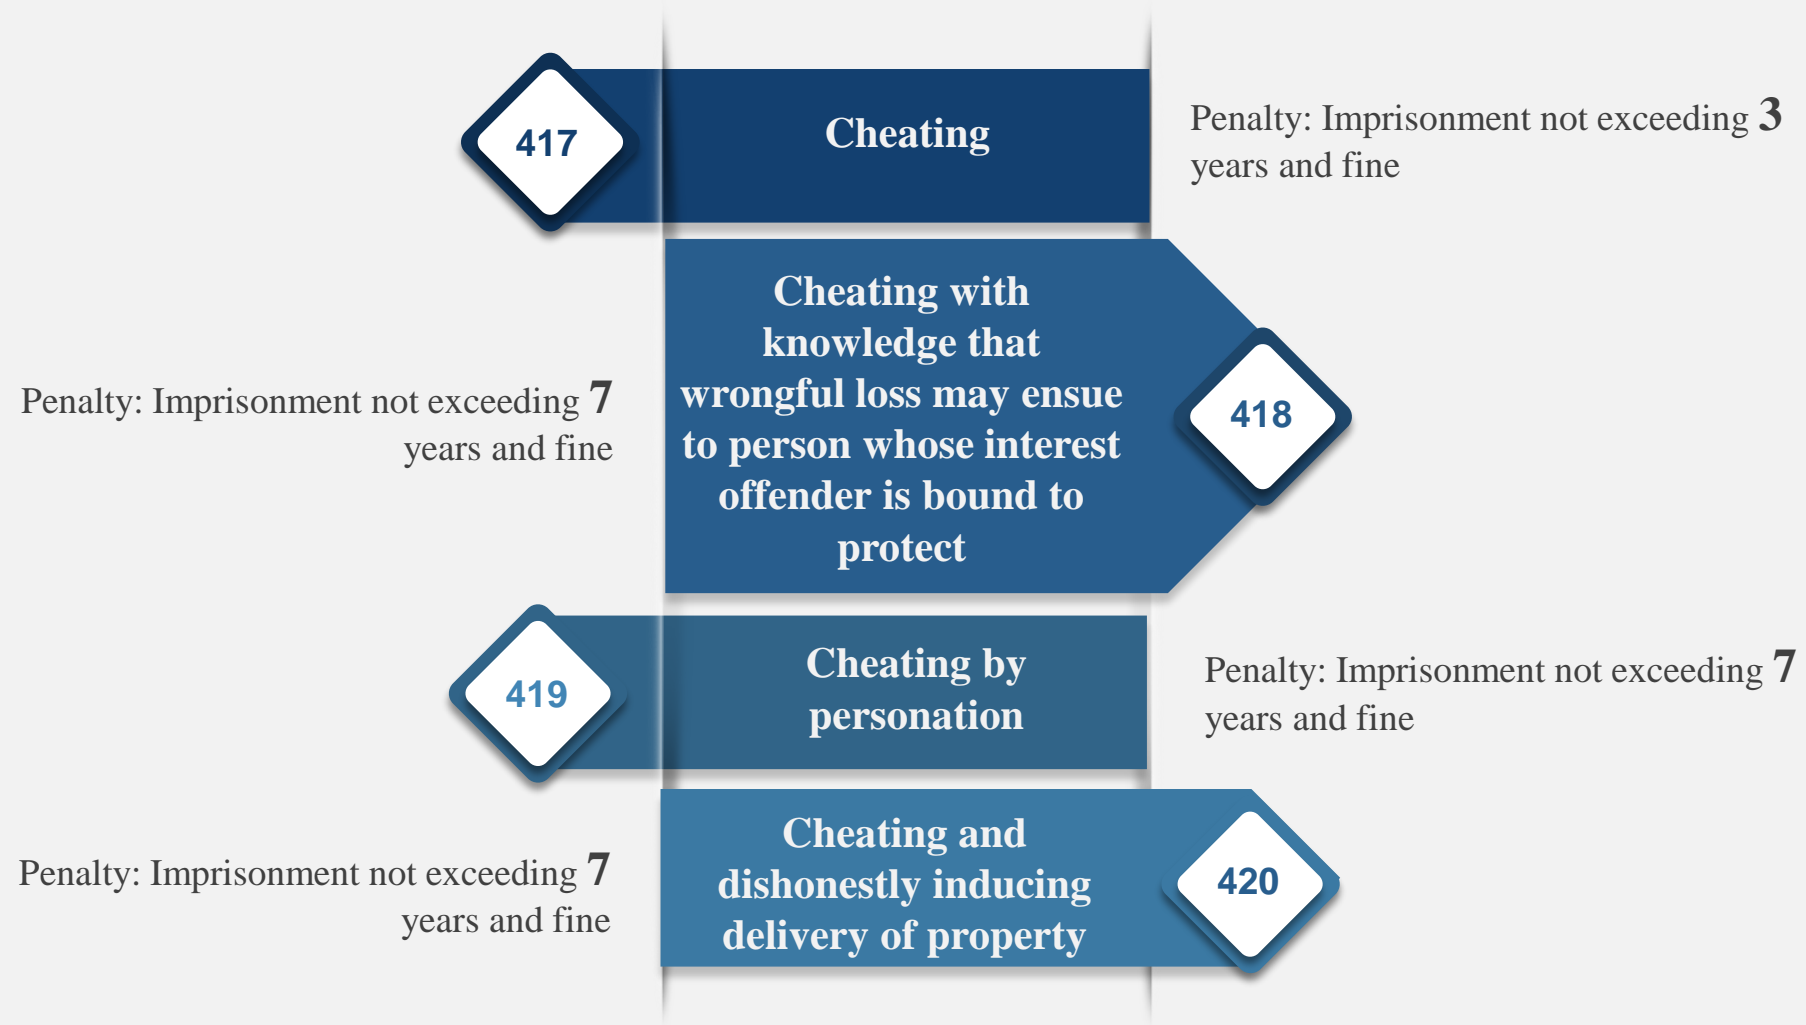 417
Cheating
Penalty: Imprisonment not exceeding 3
years and fine
Penalty: Imprisonment not exceeding 7
years and fine
Cheating with
knowledge that
wrongful loss may ensue
to person whose interest
offender is bound to
protect
418
419
Cheating by
personation
Penalty: Imprisonment not exceeding 7
years and fine
Penalty: Imprisonment not exceeding 7
years and fine
Cheating and
dishonestly inducing
delivery of property
420